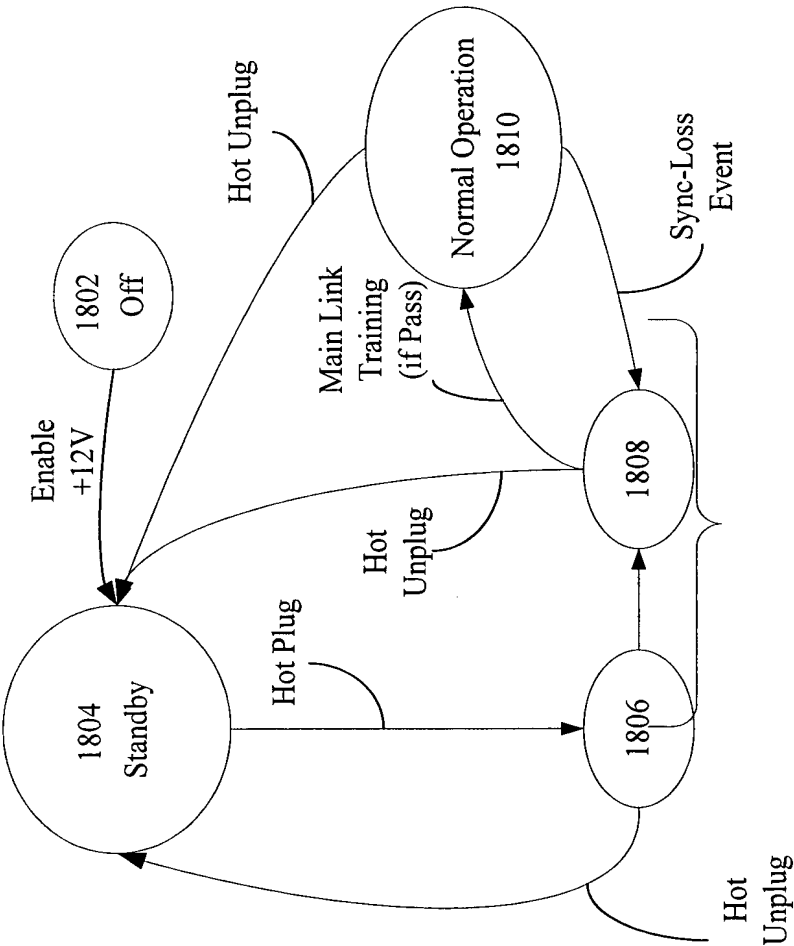 Hot Unplug
Normal Operation
1810
Sync-Loss
Event
1802
Off
Main Link
Training
(if Pass)
Enable
+12V
1808
Hot
Unplug
Hot Plug
1804
Standby
1806
Hot
Unplug